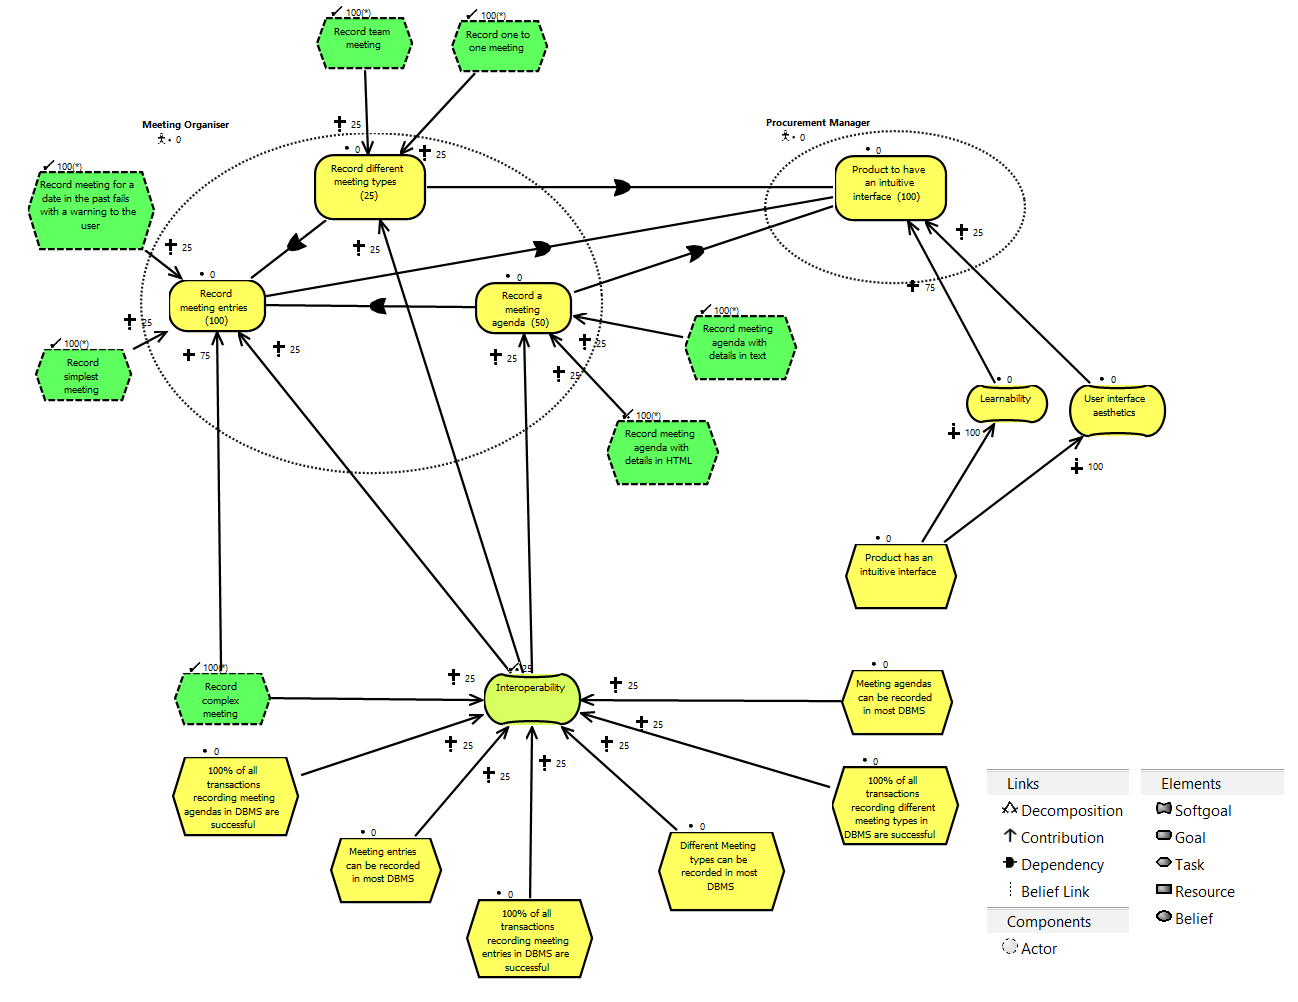 100(*)
Record team
meeting
100(*)
Record one to
one meeting
25
25
Meeting Organiser
0
Procurement Manager
0
0
Record different
meeting types
(25)
0
Product to have
an intuitive
interface (100)
100(*)
Record meeting for a
date in the past fails
with a warning to the
user
25
25
25
0
Record
meeting entries
(100)
0
Record a
meeting
agenda (50)
75
25
100(*)
Record
simplest
meeting
75
25
25
25
25
100(*)
Record meeting
agenda with
details in text
100(*)
Record meeting
agenda with
details in HTML
0
Learnability
0
User interface
aesthetics
100
100
0
Product has an
intuitive interface
100(*)
Record
complex
meeting
25
25
Interoperability
25
0
Meeting agendas
can be recorded
in most DBMS
25
25
25
25
25
25
0
100% of all
transactions
recording meeting
agendas in DBMS are
successful
0
Meeting entries
can be recorded
in most DBMS
0
100% of all
transactions
recording meeting
entries in DBMS are
successful
0
Different Meeting
types can be
recorded in most
DBMS
0
100% of all
transactions
recording different
meeting types in
DBMS are successful
Links
Decomposition
Contribution
Dependency
Belief Link
Components
Actor
Elements
Softgoal
Goal
Task
Resource
Belief